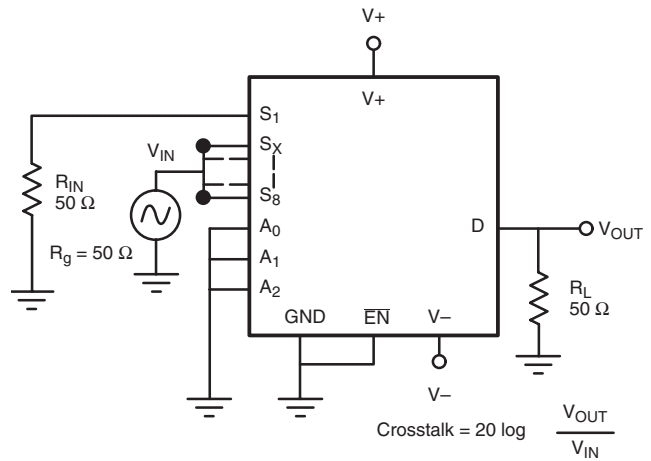 V+
V+
S1
VIN
SX
RIN
50 Ω
S8
A0
D
VOUT
Rg = 50 Ω
A1
A2
RL
50 Ω
GND
EN
V–
V–
Crosstalk = 20 log VOUT
VIN